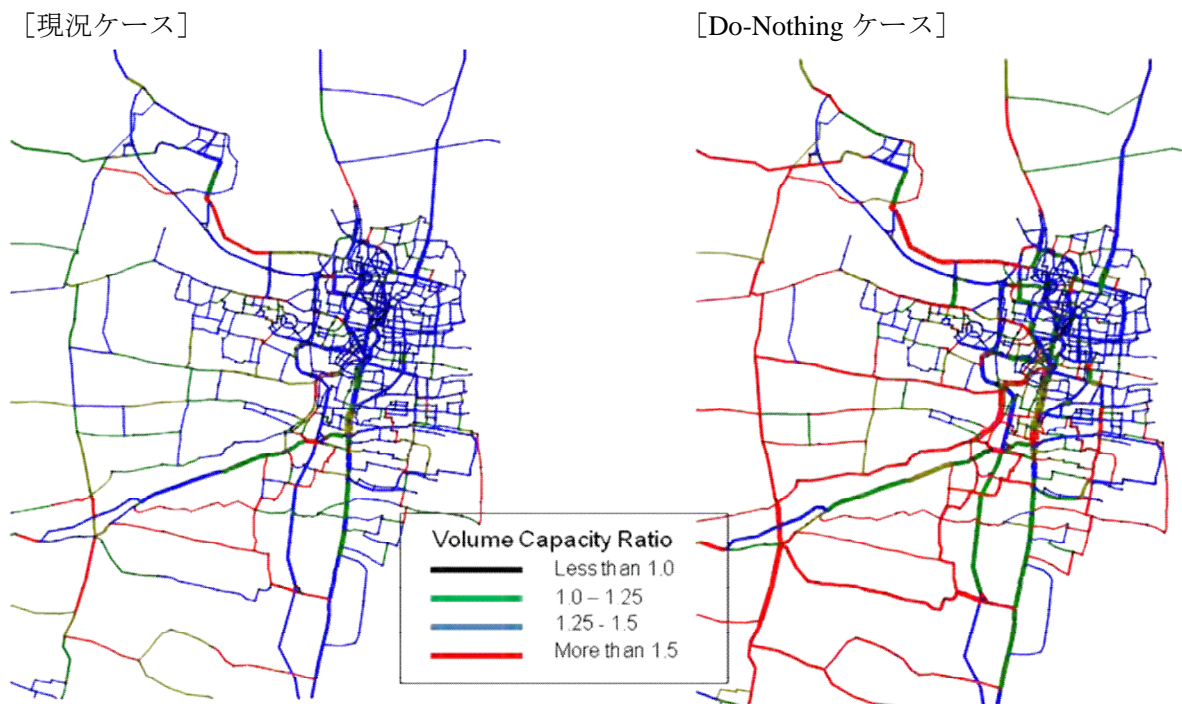 [現況ケース]
[Do-Nothing ケース]
Volume Capacity Ratio
Less than 1.0
1.0 – 1.25
1.25 - 1.5
More than 1.5